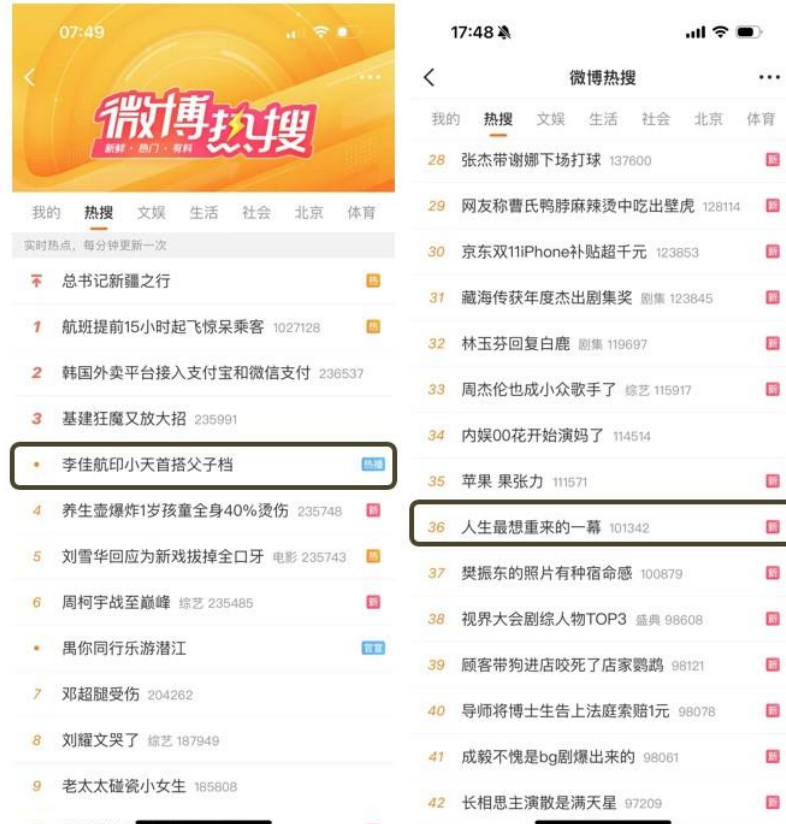 07:49
微博热搜
新鲜·热门·有料
我的 热搜 文娱 生活 社会 北京 体育
实时热点，每分钟更新一次
总书记新疆之行 热
1 航班提前15小时起飞惊呆乘客 1027128 热
2 韩国外卖平台接入支付宝和微信支付 236537
3 基建狂魔又放大招 235991
• 李佳航印小天首搭父子档 热播
4 养生壶爆炸1岁孩童全身40%烫伤 235748 新
5 刘雪华回应为新戏拔掉全口牙 电影 235743 热
6 周柯宇战至巅峰 综艺 235485 新
• 禺你同行乐游潜江 官宣
7 邓超腿受伤 204262
8 刘耀文哭了 综艺 187949
9 老太太碰瓷小女生 185808
17:48
微博热搜
我的 热搜 文娱 生活 社会 北京 体育
28 张杰带谢娜下场打球 137600 新
29 网友称曹氏鸭脖麻辣烫中吃出壁虎 128114 新
30 京东双11iPhone补贴超千元 123853 新
31 藏海传获年度杰出剧集奖 剧集 123845 新
32 林玉芬回复白鹿 剧集 119697 新
33 周杰伦也成小众歌手了 综艺 115917 新
34 内娱00花开始演妈了 114514
35 苹果 果张力 111571 新
36 人生最想重来的一幕 101342 新
37 樊振东的照片有种宿命感 100879 新
38 视界大会剧综人物TOP3 盛典 98608 新
39 顾客带狗进店咬死了店家鹦鹉 98121 新
40 导师将博士生告上法庭索赔1元 98078 新
41 成毅不愧是bg剧爆出来的 98061 新
42 长相思主演散是满天星 97209 新